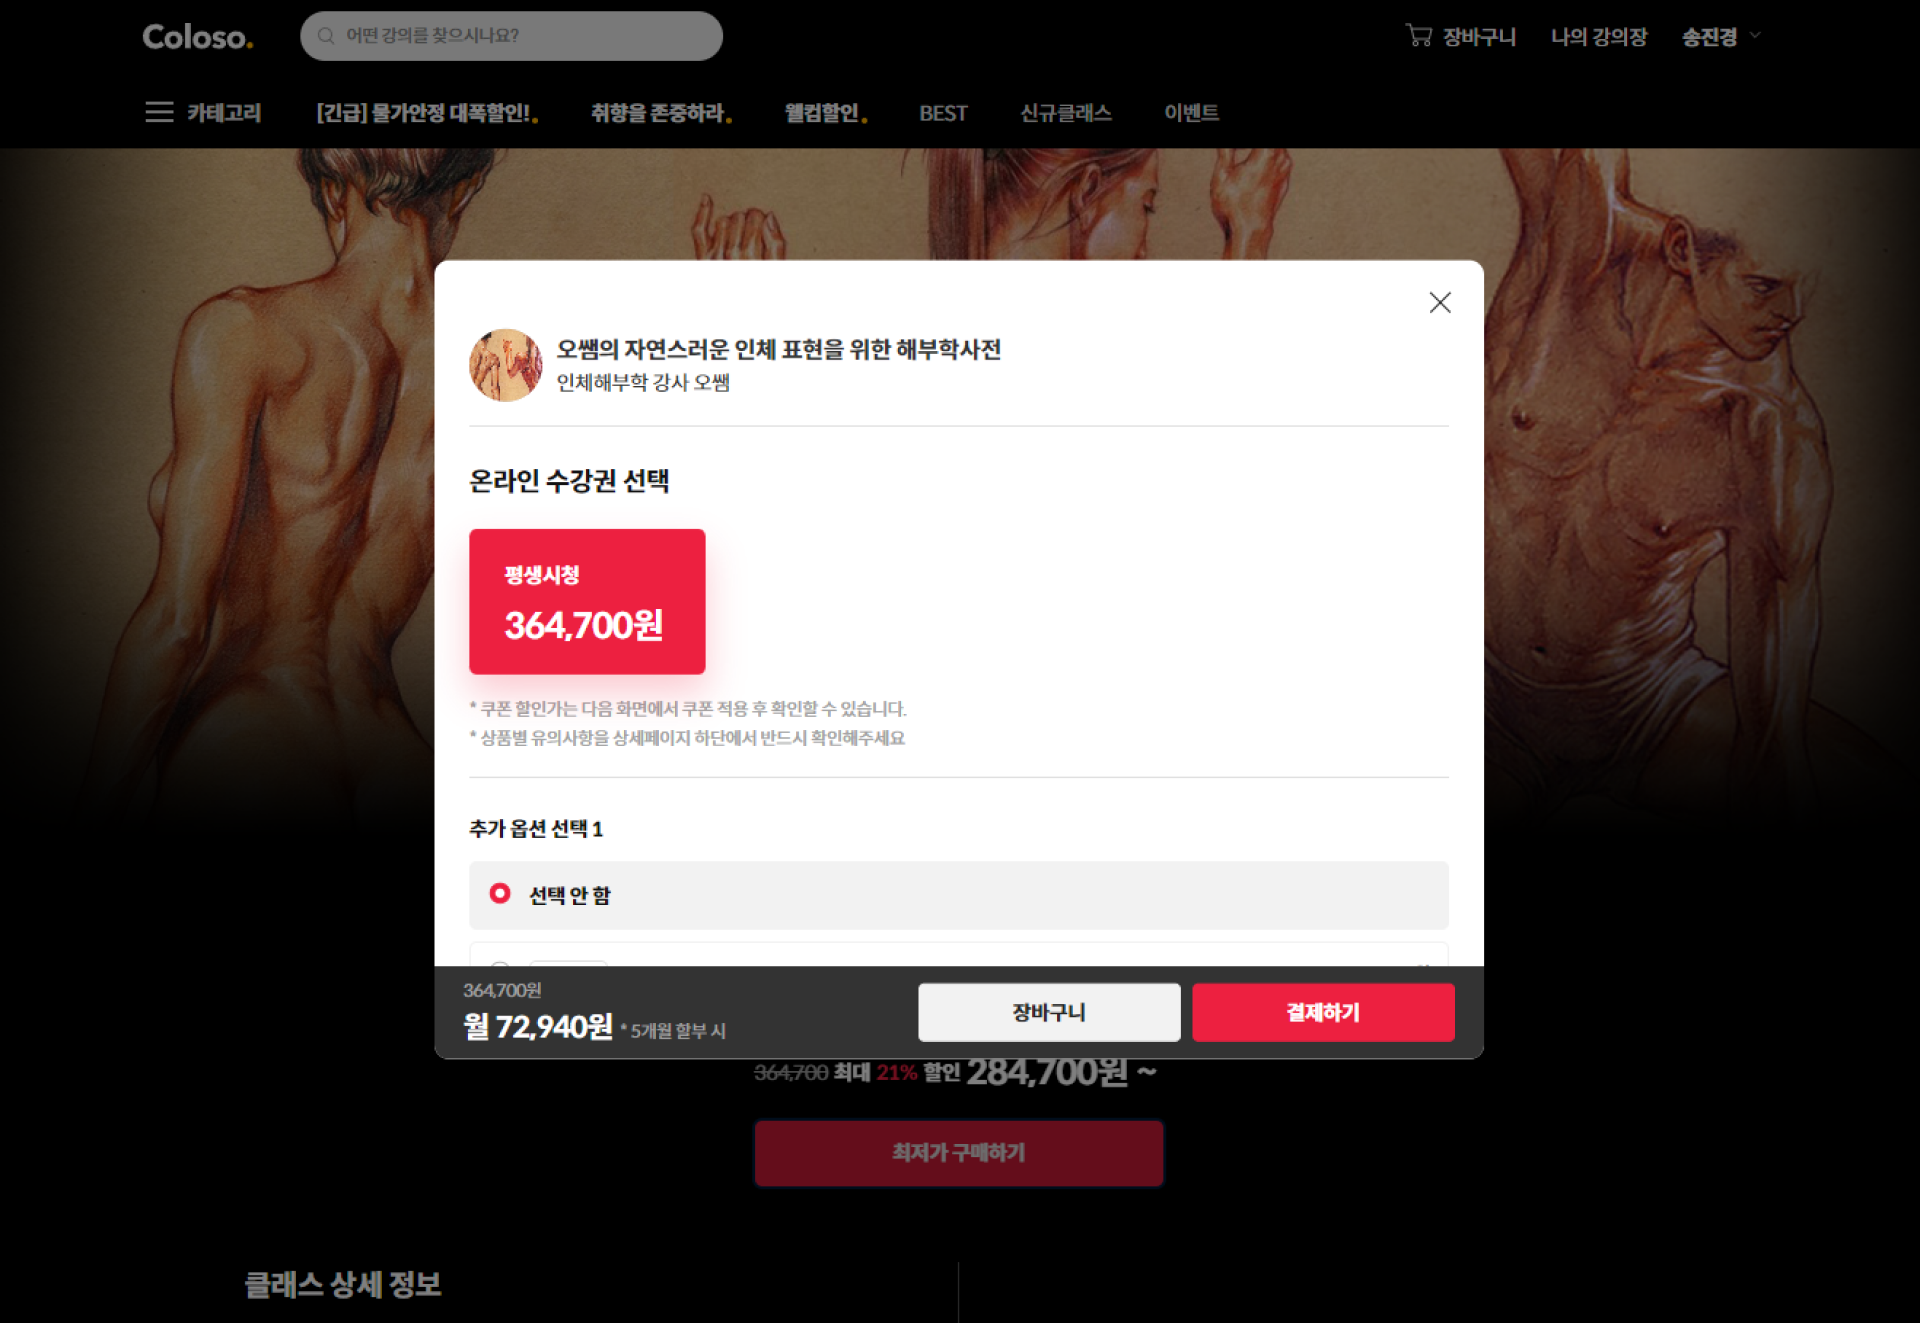 Coloso.
어떤 강의를 찾으시나요?
장바구니
나의 강의장
송진경
카테고리
[긴급] 물가안정 대폭할인!.
취향을 존중하라.
웰컴할인.
BEST
신규클래스
이벤트
오쌤의 자연스러운 인체 표현을 위한 해부학사전
인체해부학 강사 오쌤
온라인 수강권 선택
평생시청
364,700원
* 쿠폰 할인가는 다음 화면에서 쿠폰 적용 후 확인할 수 있습니다.
* 상품별 유의사항을 상세페이지 하단에서 반드시 확인해주세요
추가 옵션 선택 1
선택 안 함
364,700원
월 72,940원 * 5개월 할부 시
장바구니
결제하기
364,700 최대 21% 할인 284,700원 ~
최저가 구매하기
클래스 상세 정보